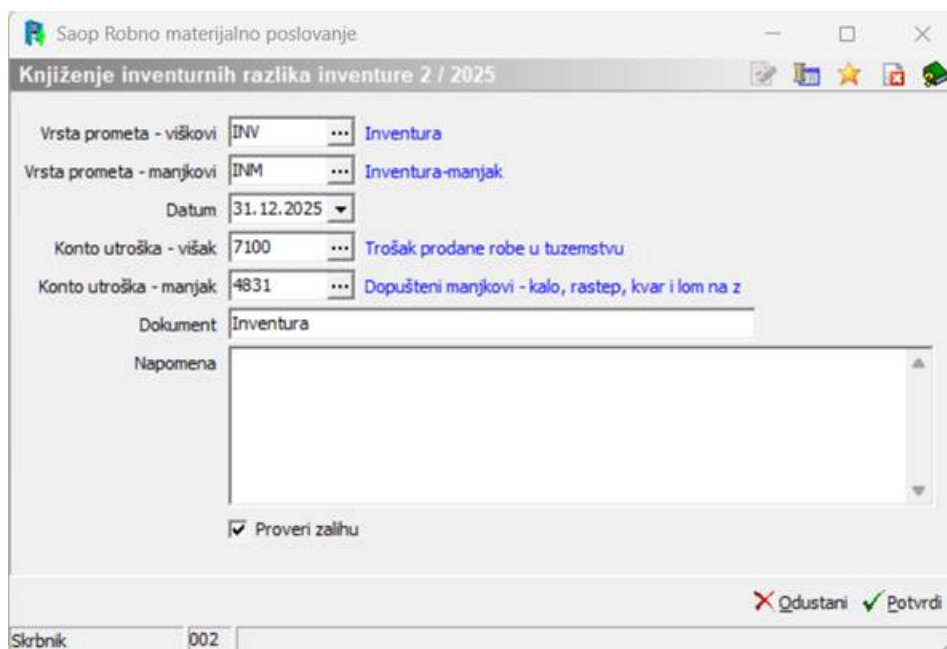 Saop Robno materijalno poslovanje
Knjiženje inventurnih razlika inventure 2 / 2025
Vrsta prometa - viškovi INV ... Inventura
Vrsta prometa - manjkovi INM ... Inventura-manjak
Datum 31.12.2025
Konto utroška - višak 7100 ... Trošak prodane robe u tuzemstvu
Konto utroška - manjak 4831 ... Dopušteni manjkovi - kalo, rastep, kvar i lom na z
Dokument Inventura
Napomena
Proveri zalihu
Odustani Potvrdi
Skrbnik 002